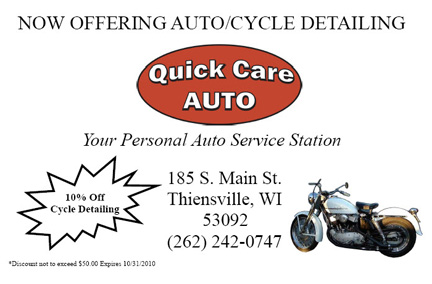 NOW OFFERING AUTO/CYCLE DETAILING
Quick Care
AUTO
Your Personal Auto Service Station
10% Off
Cycle Detailing
185 S. Main St.
Thiensville, WI
53092
(262) 242-0747
*Discount not to exceed $50.00 Expires 10/31/2010